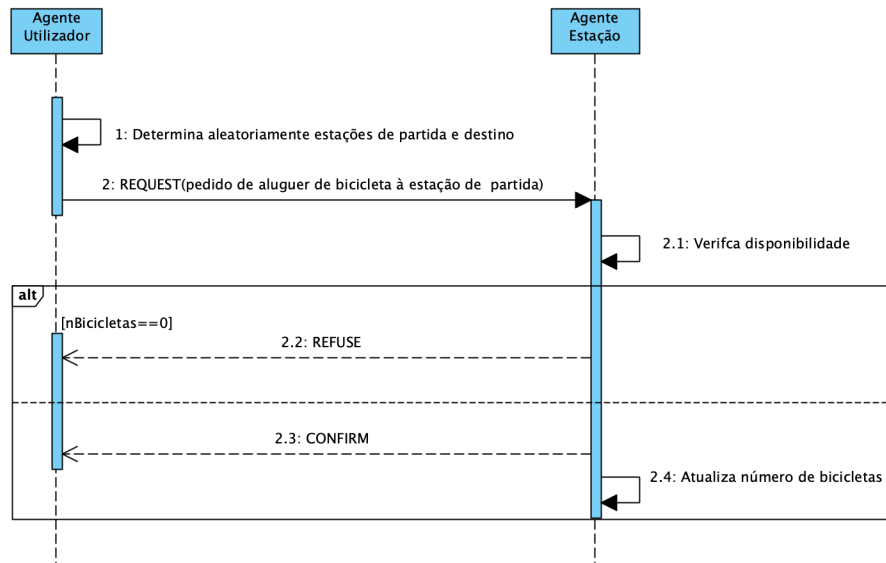 Agente
Utilizador
Agente
Estação
1: Determina aleatoriamente estações de partida e destino
2: REQUEST(pedido de aluguer de bicicleta à estação de partida)
2.1: Verifca disponibilidade
alt
[nBicicletas==0]
2.2: REFUSE
2.3: CONFIRM
2.4: Atualiza número de bicicletas